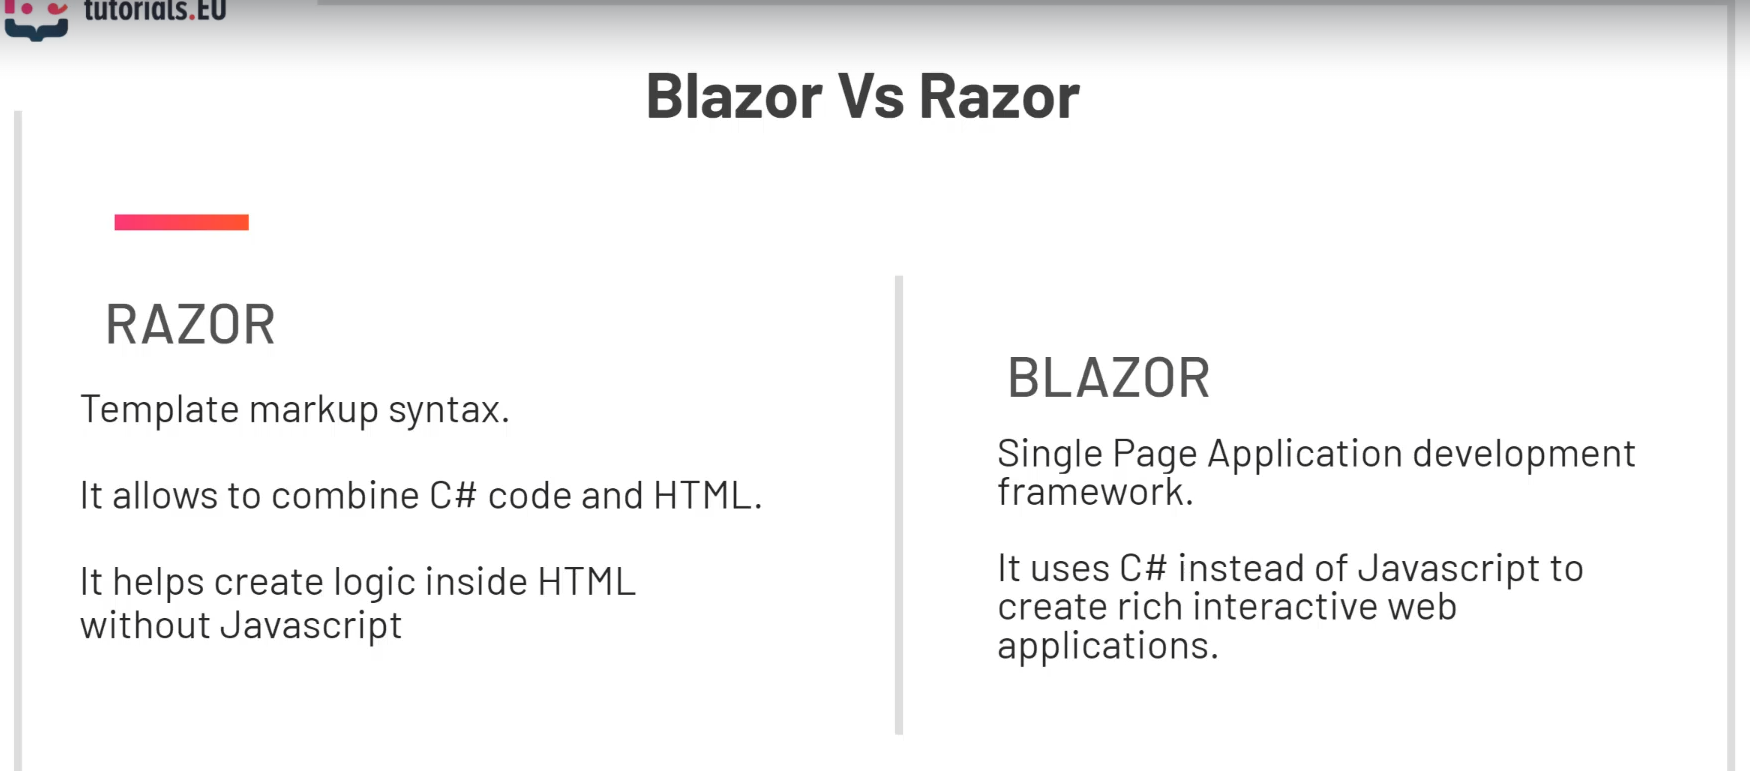 tutorials.EU
Blazor Vs Razor
RAZOR
Template markup syntax.
It allows to combine C# code and HTML.
It helps create logic inside HTML
without Javascript
BLAZOR
Single Page Application development
framework.
It uses C# instead of Javascript to
create rich interactive web
applications.